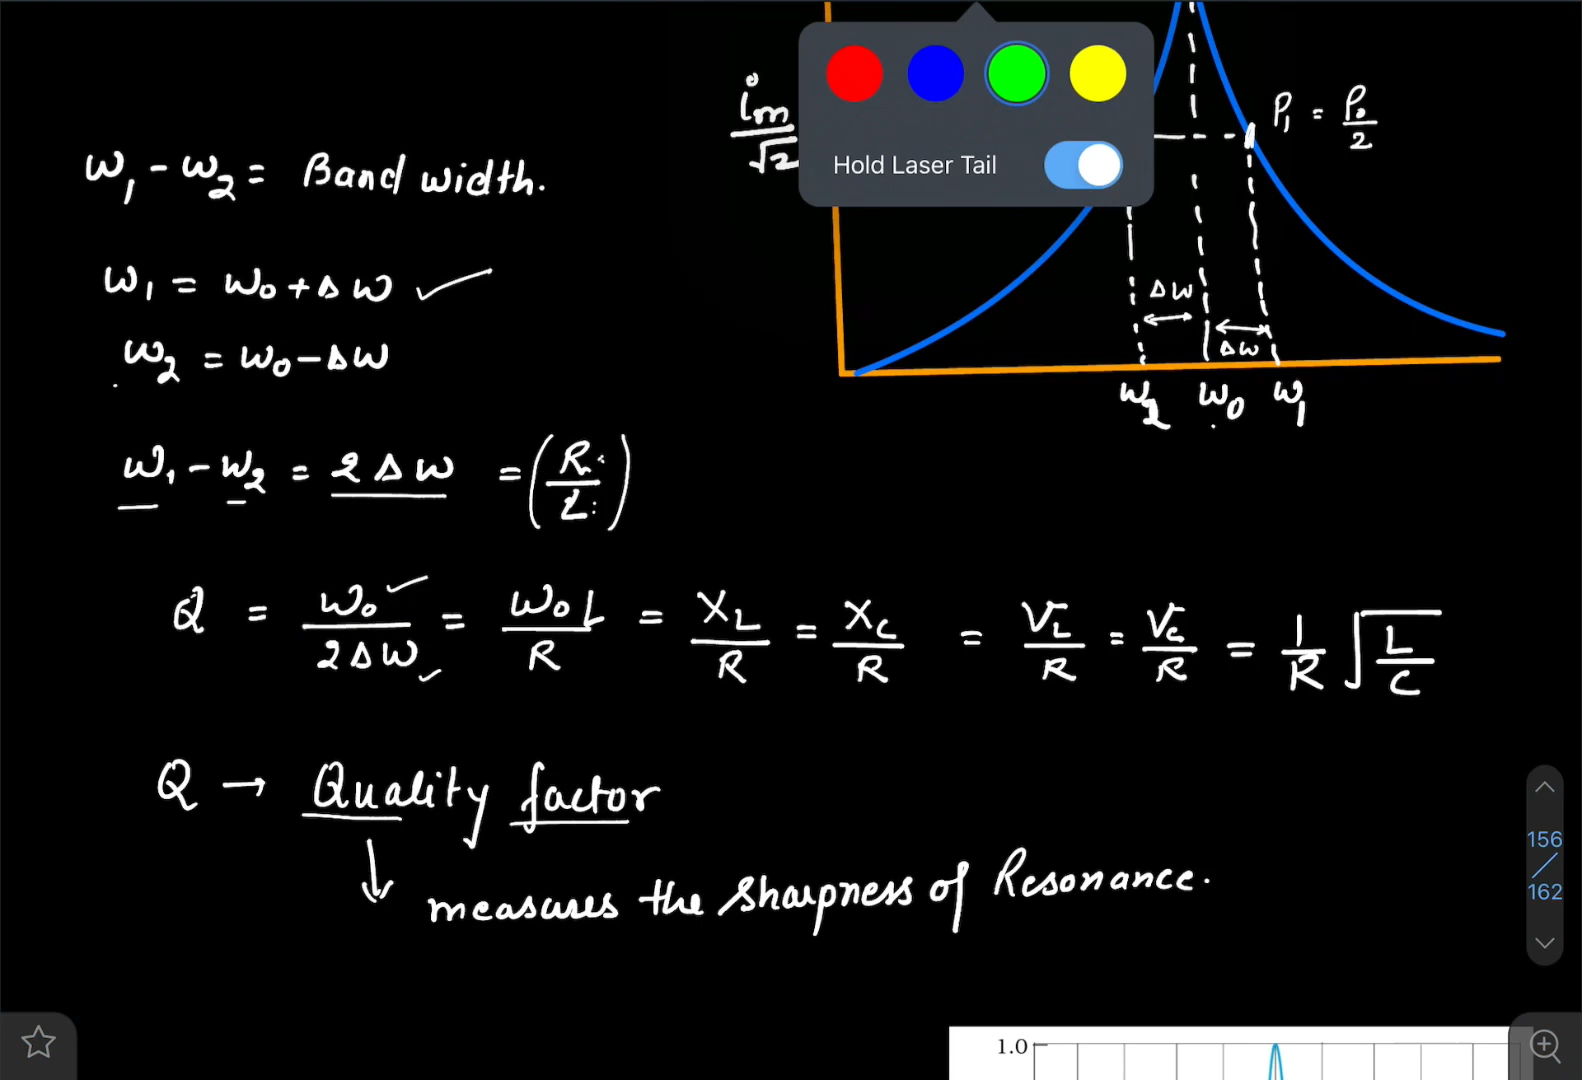 i_m/√2
P₁ = P₀/2
Hold Laser Tail
ω₁ - ω₂ = Band width.
ω₁ = ω₀ + Δω ✓
ω₂ = ω₀ - Δω
Δω
Δω
ω₂ ω₀ ω₁
ω₁ - ω₂ = 2Δω = (R/L)
Q = ω₀/2Δω = ω₀L/R = X_L/R = X_C/R = V_L/R = V_C/R = 1/R √(L/C)
Q → Quality factor
↓ measures the sharpness of Resonance.
156
162
1.0